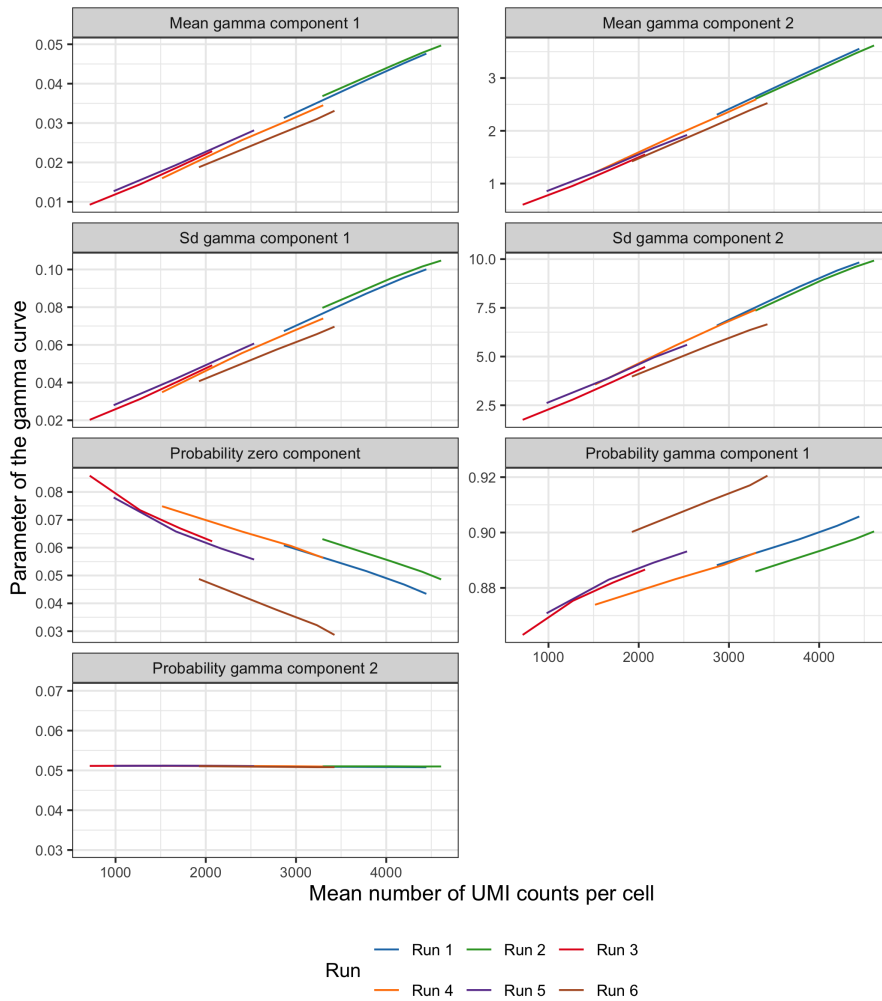 Mean gamma component 1
Mean gamma component 2
0.05
0.04
0.03
0.02
0.01
3
2
1
Sd gamma component 1
Sd gamma component 2
0.10
0.08
0.06
0.04
0.02
10.0
7.5
5.0
2.5
Parameter of the gamma curve
Probability zero component
Probability gamma component 1
0.08
0.07
0.06
0.05
0.04
0.03
0.92
0.90
0.88
1000 2000 3000 4000
Probability gamma component 2
0.07
0.06
0.05
0.04
0.03
1000 2000 3000 4000
Mean number of UMI counts per cell
Run
Run 1 Run 2 Run 3
Run 4 Run 5 Run 6